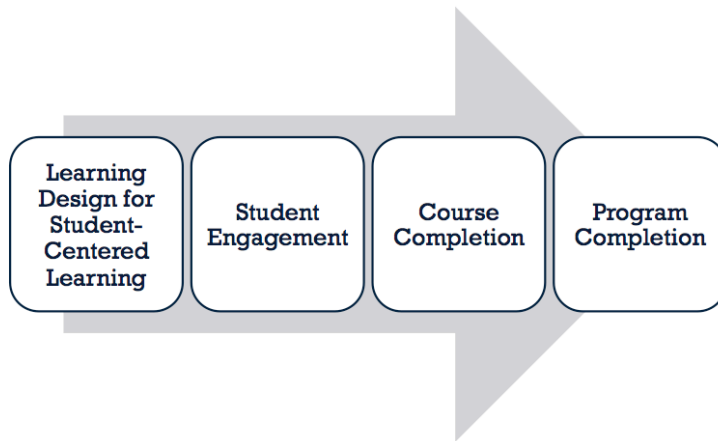 Learning
Design for
Student-
Centered
Learning
Student
Engagement
Course
Completion
Program
Completion